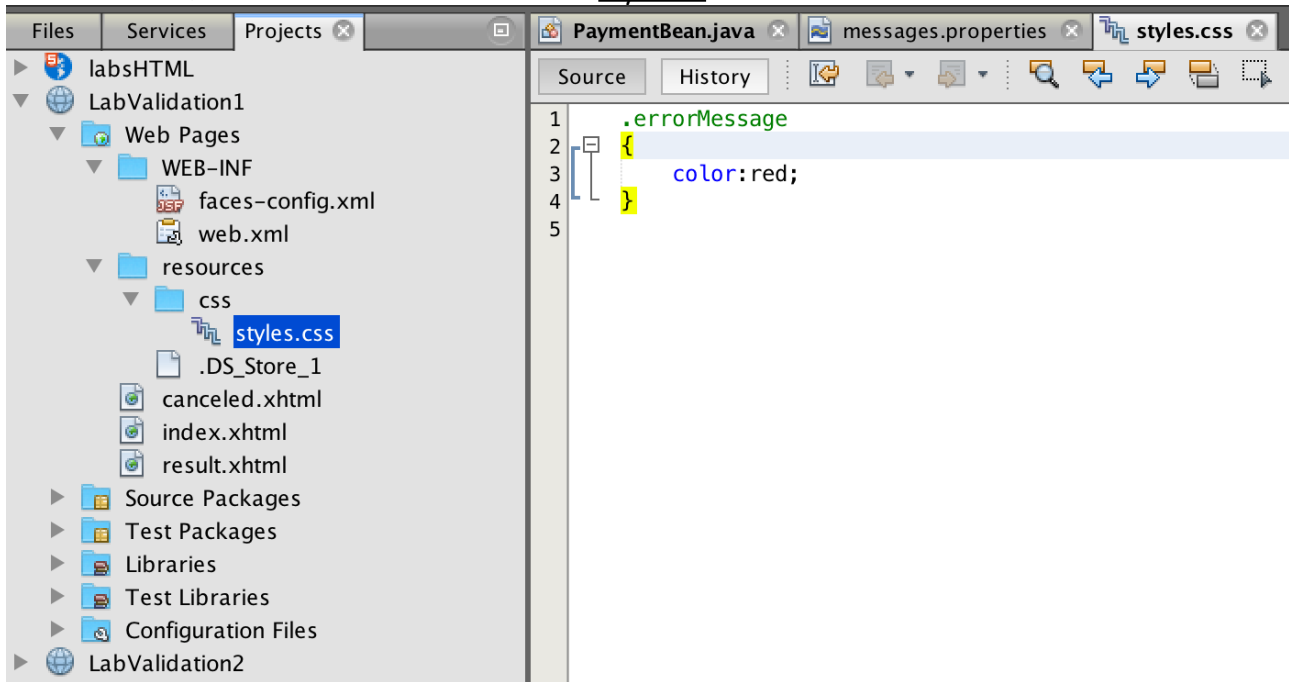 Files Services Projects
labsHTML
LabValidation1
Web Pages
WEB-INF
faces-config.xml
web.xml
resources
css
styles.css
.DS_Store_1
canceled.xhtml
index.xhtml
result.xhtml
Source Packages
Test Packages
Libraries
Test Libraries
Configuration Files
LabValidation2
PaymentBean.java messages.properties styles.css
Source History
1 .errorMessage
2 {
3 color:red;
4 }
5